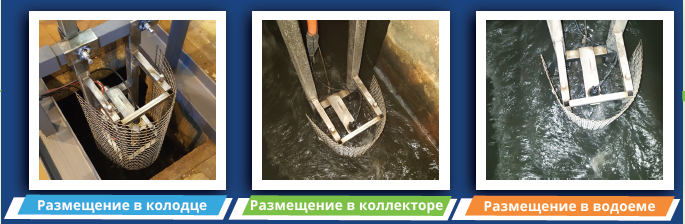 Размещение в колодце
Размещение в коллекторе
Размещение в водоеме